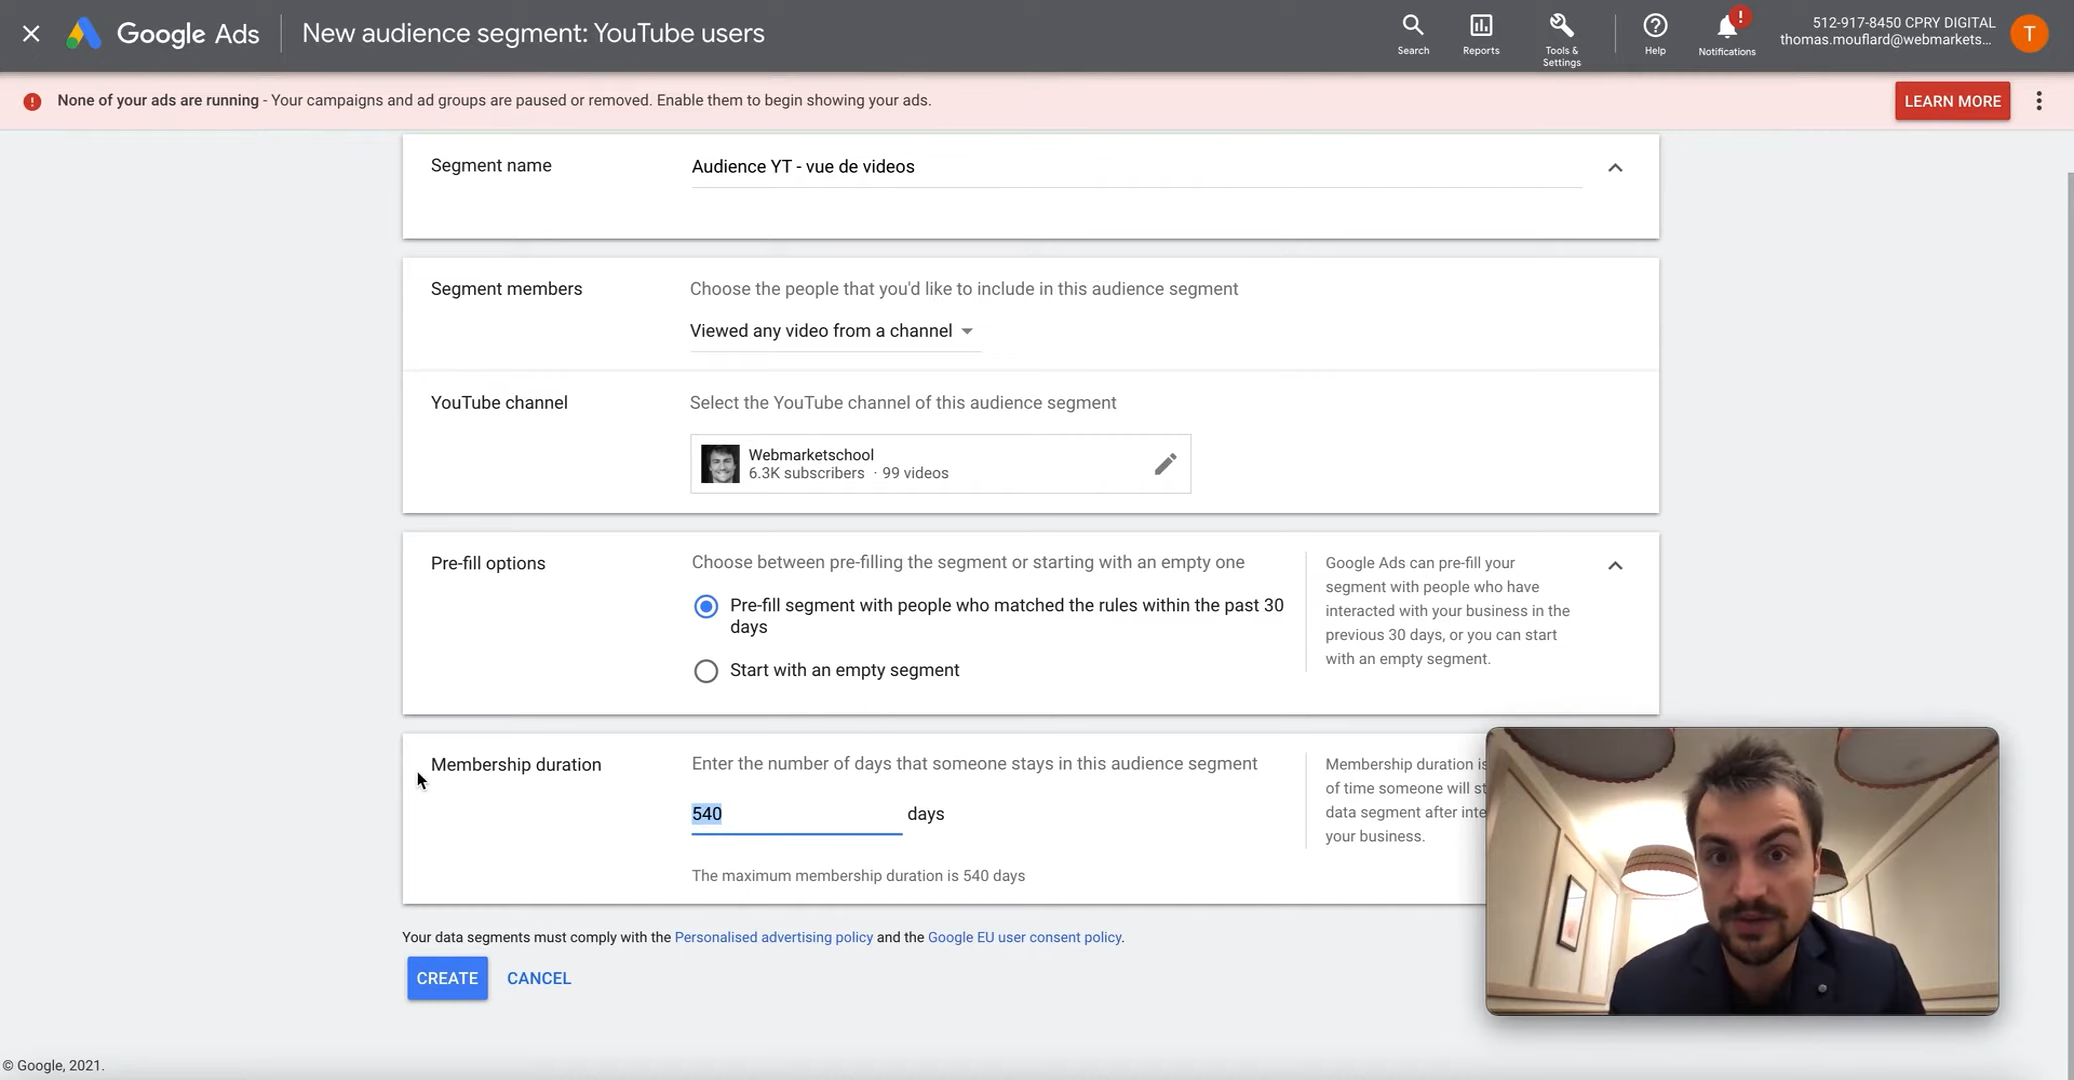 Google Ads
New audience segment: YouTube users
Search
Reports
Tools &
Settings
Help
!
Notifications
512-917-8450 CPRY DIGITAL
thomas.mouflard@webmarkets...
T
None of your ads are running - Your campaigns and ad groups are paused or removed. Enable them to begin showing your ads.
LEARN MORE
Segment name
Audience YT - vue de videos
Segment members
Choose the people that you'd like to include in this audience segment
Viewed any video from a channel
YouTube channel
Select the YouTube channel of this audience segment
Webmarketschool
6.3K subscribers · 99 videos
Pre-fill options
Choose between pre-filling the segment or starting with an empty one
Pre-fill segment with people who matched the rules within the past 30
days
Start with an empty segment
Google Ads can pre-fill your
segment with people who have
interacted with your business in the
previous 30 days, or you can start
with an empty segment.
Membership duration
Enter the number of days that someone stays in this audience segment
540 days
The maximum membership duration is 540 days
Membership duration is
of time someone will
data segment after
your business.
Your data segments must comply with the Personalised advertising policy and the Google EU user consent policy.
CREATE
CANCEL
© Google, 2021.